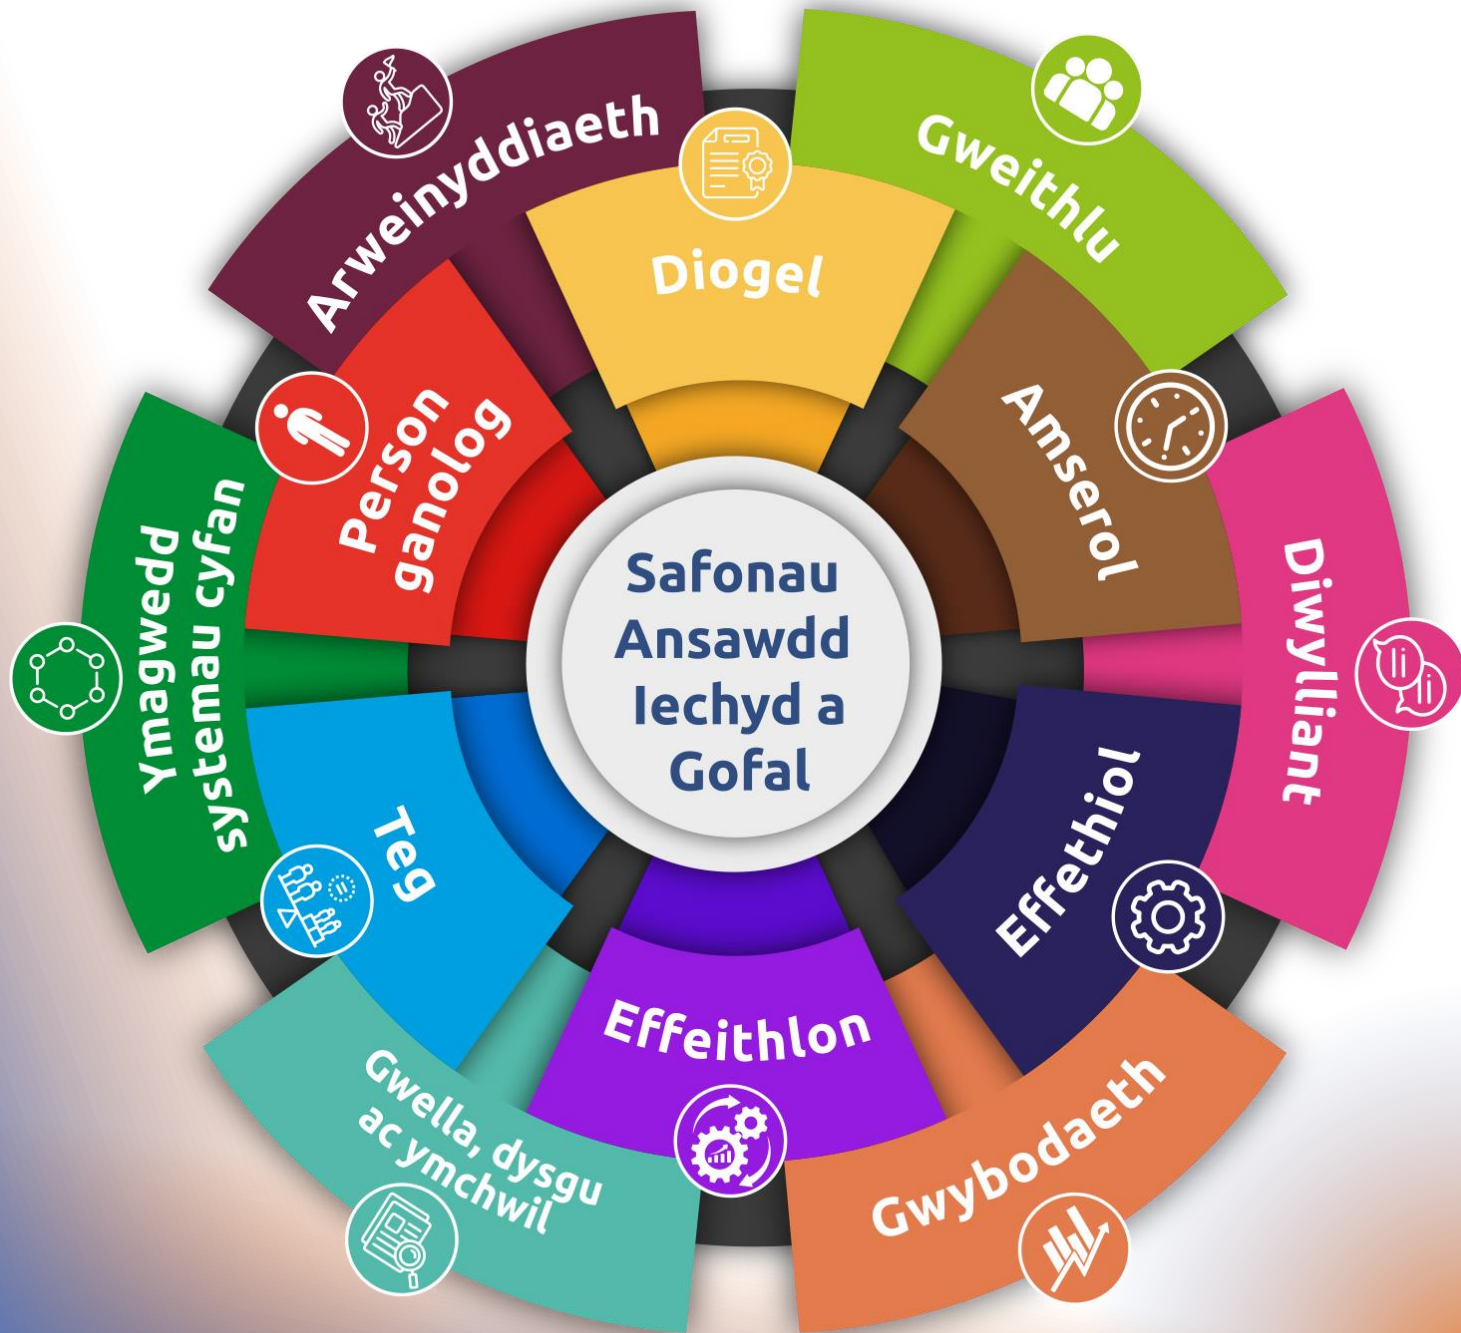 Safonau
Ansawdd
Iechyd a
Gofal
Diogel
Amserol
Effethiol
Effeithlon
Teg
Person
ganolog
Arweinyddiaeth
Gweithlu
Diwylliant
Gwybodaeth
Gwella, dysgu
ac ymchwil
Ymagwedd
systemau cyfan